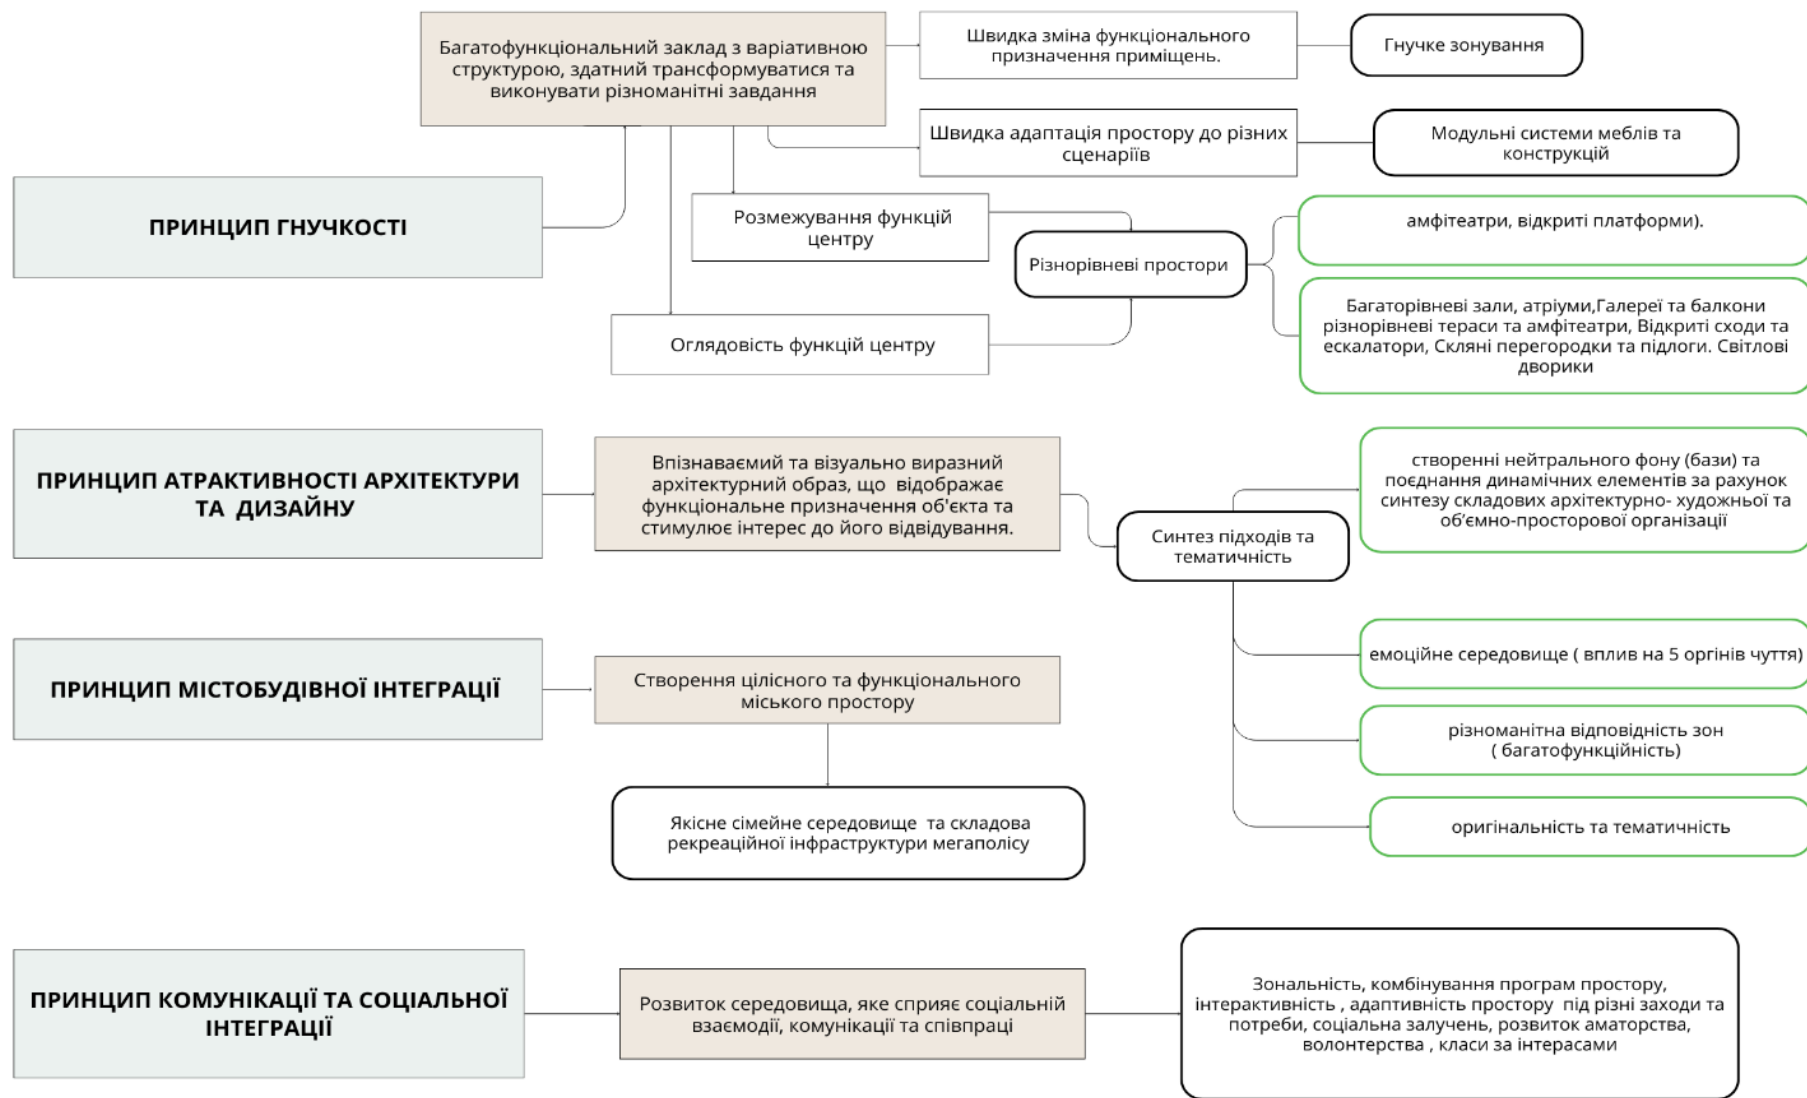 Багатофункціональний заклад з варіативною
структурою, здатний трансформуватися та
виконувати різноманітні завдання
Швидка зміна функціонального
призначення приміщень.
Гнучке зонування
Швидка адаптація простору до різних
сценаріїв
Модульні системи меблів та
конструкцій
ПРИНЦИП ГНУЧКОСТІ
Розмежування функцій
центру
Різнорівневі простори
амфітеатри, відкриті платформи).
Оглядовість функцій центру
Багаторівневі зали, атріуми,Галереї та балкони
різнорівневі тераси та амфітеатри, Відкриті сходи та
ескалатори, Скляні перегородки та підлоги. Світлові
дворики
ПРИНЦИП АТРАКТИВНОСТІ АРХІТЕКТУРИ
ТА ДИЗАЙНУ
Впізнаваємий та візуально виразний
архітектурний образ, що відображає
функціональне призначення об'єкта та
стимулює інтерес до його відвідування.
Синтез підходів та
тематичність
створенні нейтрального фону (бази) та
поєднання динамічних елементів за рахунок
синтезу складових архітектурно- художньої та
об’ємно-просторової організації
емоційне середовище ( вплив на 5 оргінів чуття)
різноманітна відповідність зон
( багатофункційність)
оригінальність та тематичність
ПРИНЦИП МІСТОБУДІВНОЇ ІНТЕГРАЦІЇ
Створення цілісного та функціонального
міського простору
Якісне сімейне середовище та складова
рекреаційної інфраструктури мегаполісу
ПРИНЦИП КОМУНІКАЦІЇ ТА СОЦІАЛЬНОЇ
ІНТЕГРАЦІЇ
Розвиток середовища, яке сприяє соціальній
взаємодії, комунікації та співпраці
Зональність, комбінування програм простору,
інтерактивність , адаптивність простору під різні заходи та
потреби, соціальна залучень, розвиток аматорства,
волонтерства , класи за інтерасами